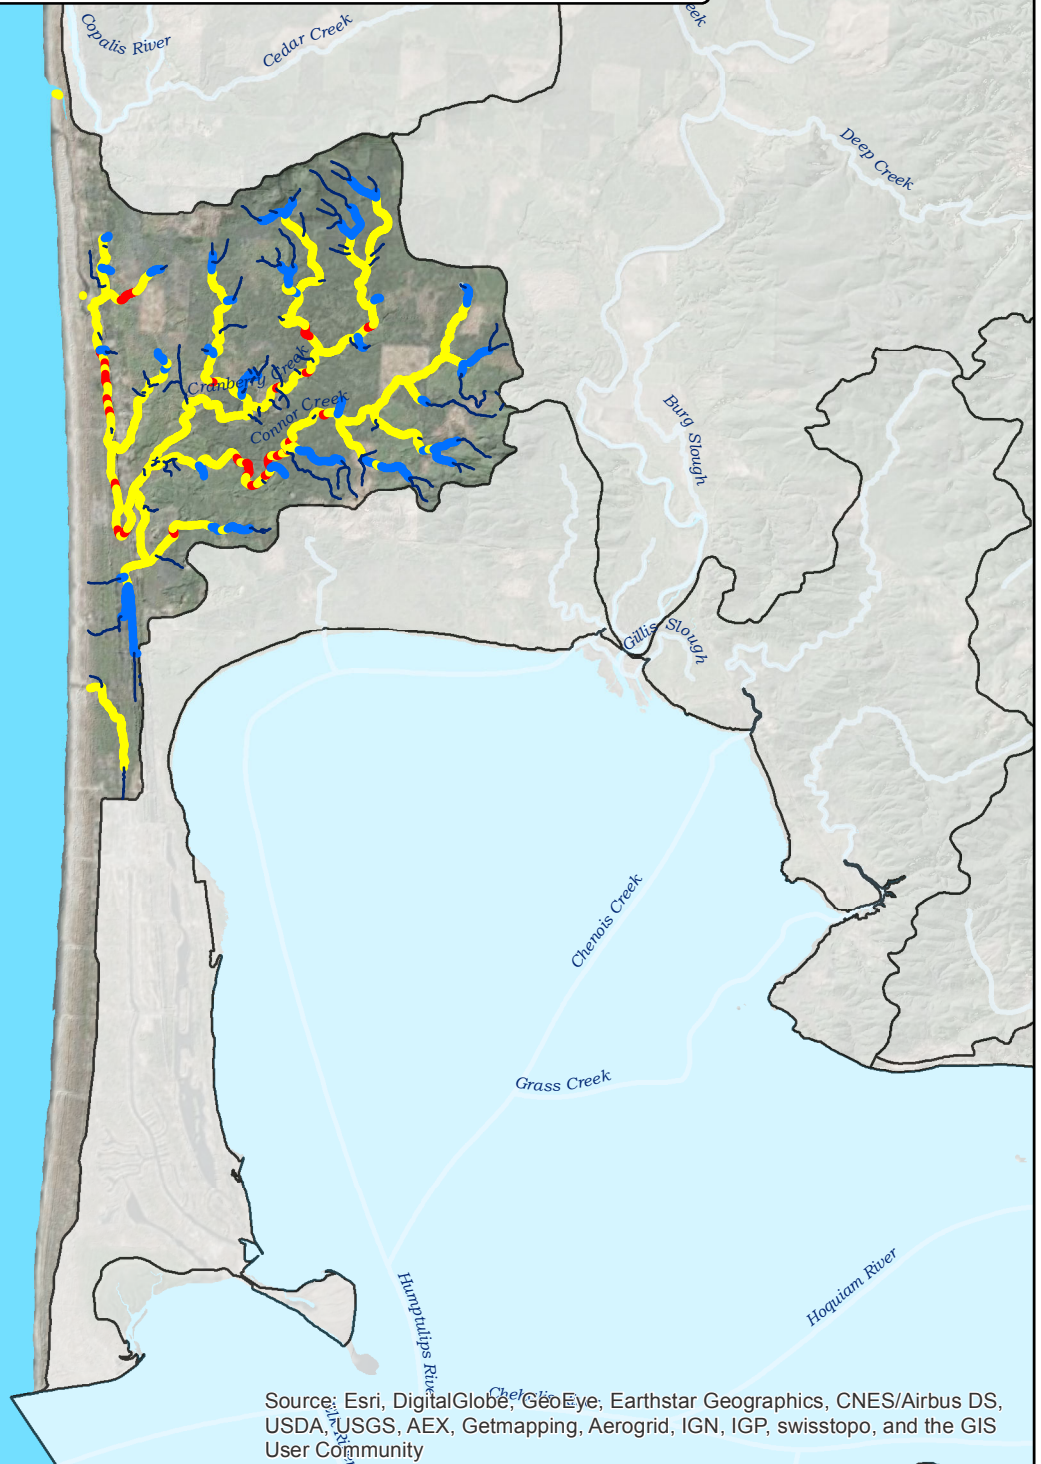 Copalis River
Cedar Creek
eek
Deep Creek
Cranberry Creek
Connor Creek
Burg Slough
Gillis Slough
Chenois Creek
Grass Creek
Hoquiam River
Humptulips River
Source: Esri, DigitalGlobe, GeoEye, Earthstar Geographics, CNES/Airbus DS,
USDA, USGS, AEX, Getmapping, Aerogrid, IGN, IGP, swisstopo, and the GIS
User Community